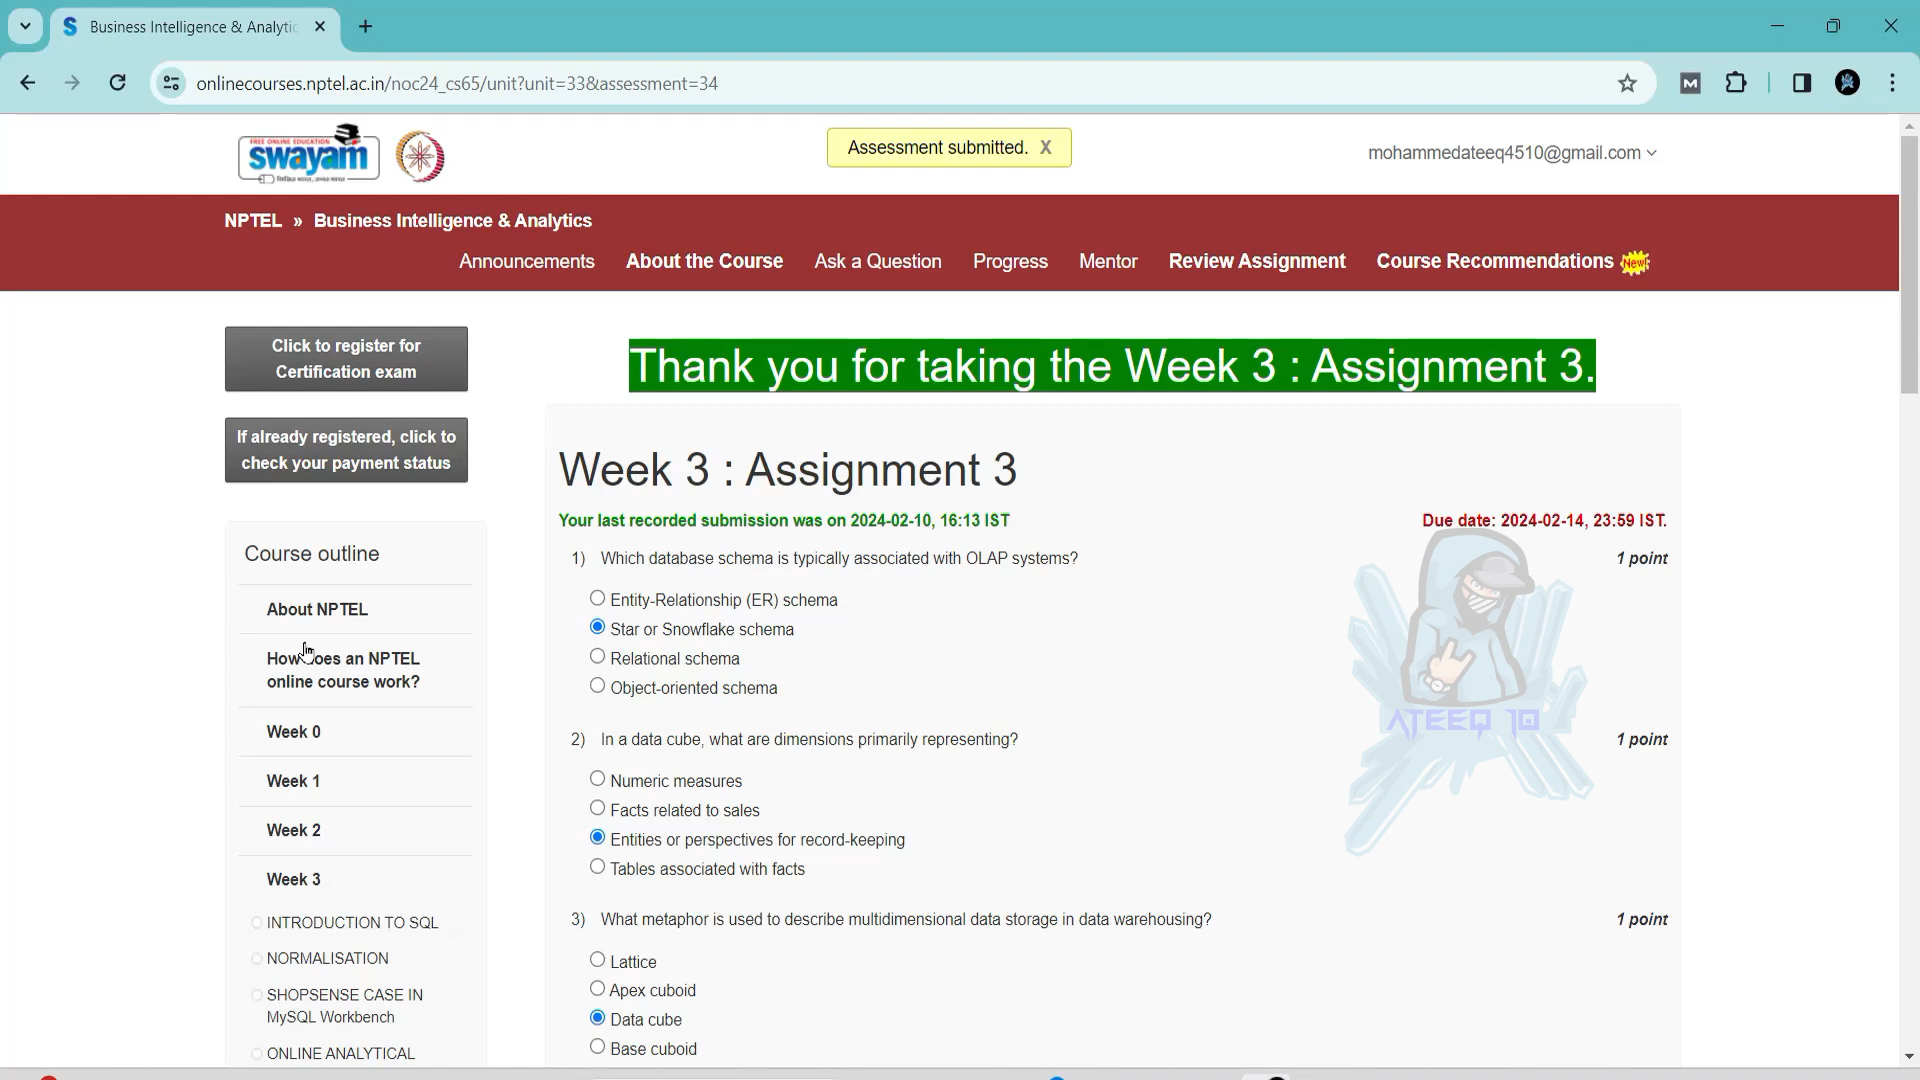 Business Intelligence & Analytic
onlinecourses.nptel.ac.in/noc24_cs65/unit?unit=33&assessment=34
FREE ONLINE EDUCATION
swayam
शिक्षित भारत, उन्नत भारत
Assessment submitted. X
mohammedateeq4510@gmail.com
NPTEL » Business Intelligence & Analytics
Announcements About the Course Ask a Question Progress Mentor Review Assignment Course Recommendations New!
Click to register for
Certification exam
If already registered, click to
check your payment status
Course outline
About NPTEL
How does an NPTEL
online course work?
Week 0
Week 1
Week 2
Week 3
INTRODUCTION TO SQL
NORMALISATION
SHOPSENSE CASE IN
MySQL Workbench
ONLINE ANALYTICAL
Thank you for taking the Week 3 : Assignment 3.
Week 3 : Assignment 3
Your last recorded submission was on 2024-02-10, 16:13 IST
Due date: 2024-02-14, 23:59 IST.
1) Which database schema is typically associated with OLAP systems? 1 point
Entity-Relationship (ER) schema
Star or Snowflake schema
Relational schema
Object-oriented schema
ATEEQ 10
2) In a data cube, what are dimensions primarily representing? 1 point
Numeric measures
Facts related to sales
Entities or perspectives for record-keeping
Tables associated with facts
3) What metaphor is used to describe multidimensional data storage in data warehousing? 1 point
Lattice
Apex cuboid
Data cube
Base cuboid